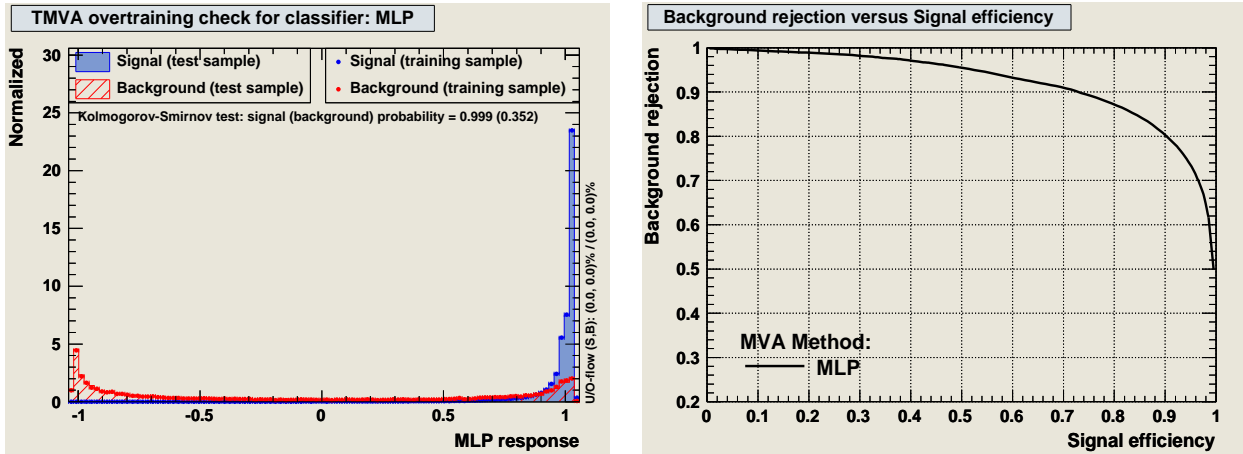 TMVA overtraining check for classifier: MLP
Signal (test sample)
Background (test sample)
Signal (training sample)
Background (training sample)
Kolmogorov-Smirnov test: signal (background) probability = 0.999 (0.352)
Normalized
30
25
20
15
10
5
0
-1
-0.5
0
0.5
1
MLP response
U/O-flow (S,B): (0.0, 0.0)% / (0.0, 0.0)%
Background rejection versus Signal efficiency
Background rejection
1
0.9
0.8
0.7
0.6
0.5
0.4
0.3
0.2
MVA Method:
MLP
0
0.1
0.2
0.3
0.4
0.5
0.6
0.7
0.8
0.9
1
Signal efficiency